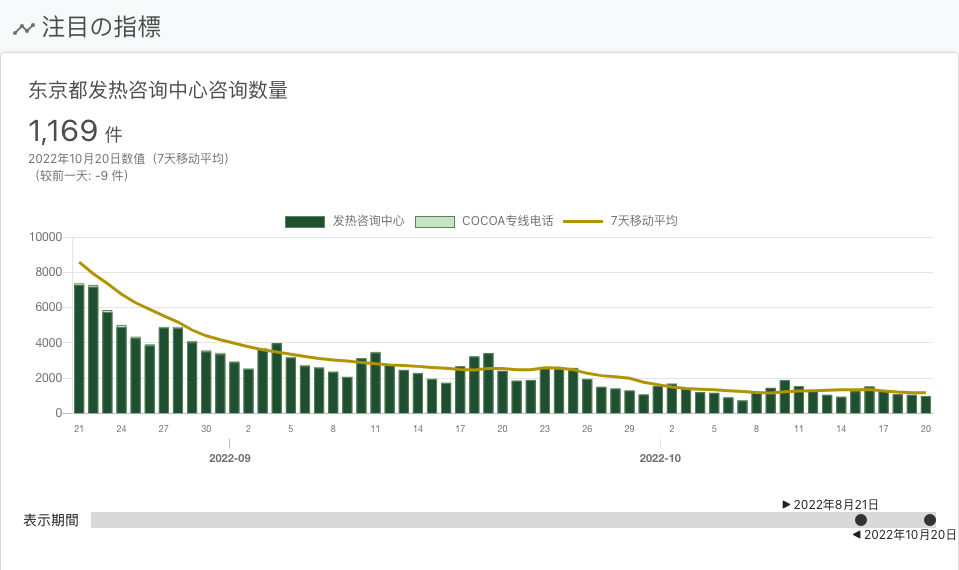 注目の指標
东京都发热咨询中心咨询数量
1,169 件
2022年10月20日数值（7天移动平均）
（较前一天: -9 件）
发热咨询中心 COCOA专线电话 7天移动平均
10000
8000
6000
4000
2000
0
21 24 27 30 2 5 8 11 14 17 20 23 26 29 2 5 8 11 14 17 20
2022-09 2022-10
2022年8月21日
表示期間
2022年10月20日